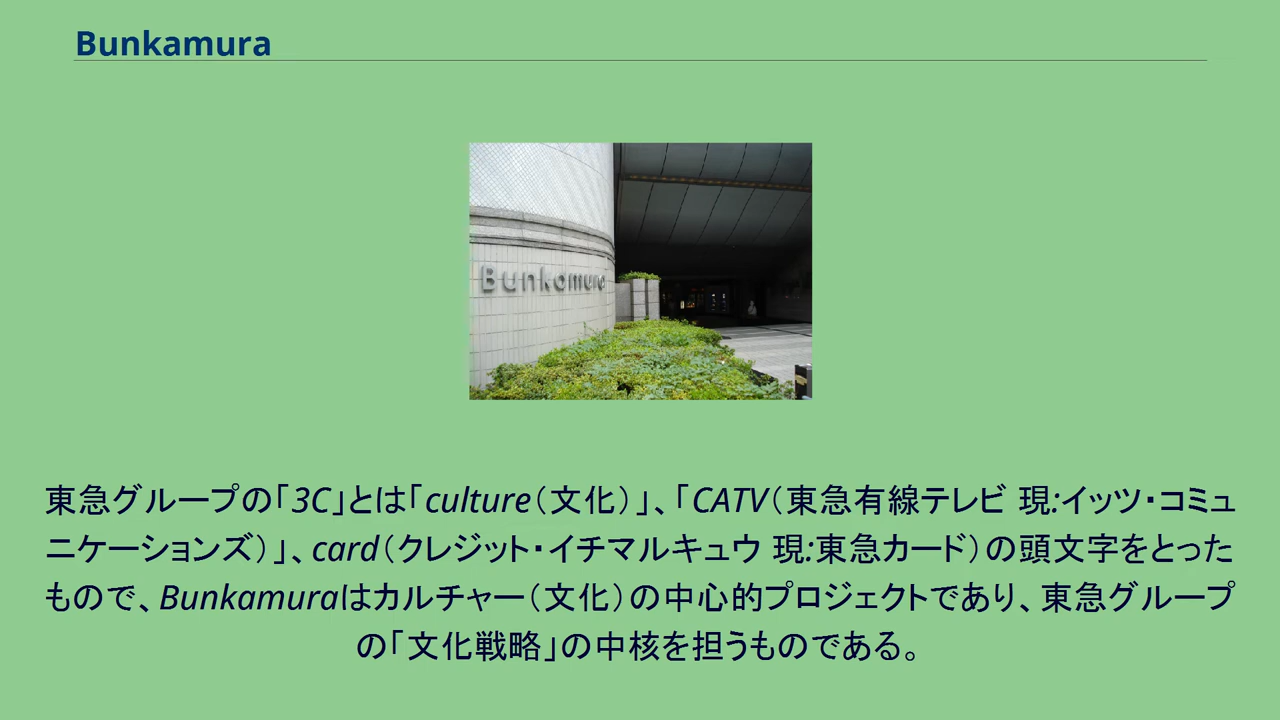 Bunkamura
Bunkamura
東急グループの「3C」とは「culture（文化）」、「CATV（東急有線テレビ 現:イッツ・コミュ
ニケーションズ）」、card（クレジット・イチマルキュウ 現:東急カード）の頭文字をとった
もので、Bunkamuraはカルチャー（文化）の中心的プロジェクトであり、東急グループ
の「文化戦略」の中核を担うものである。